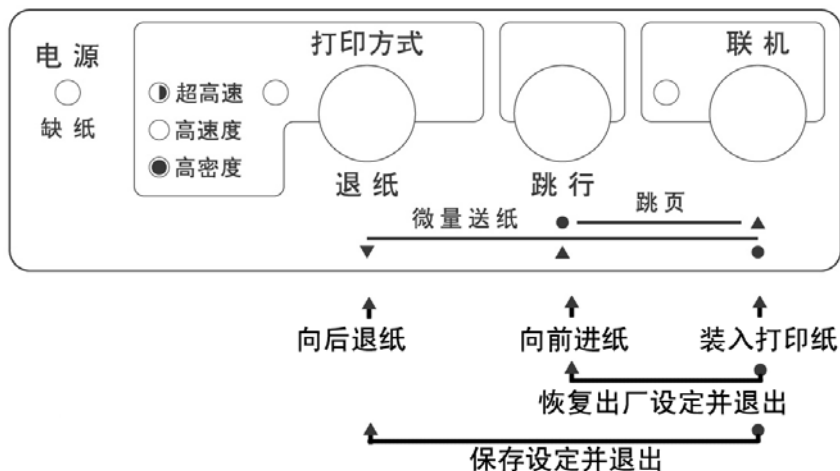 电源
缺纸
打印方式
超高速
高速度
高密度
退纸
跳行
联机
跳页
微量送纸
向后退纸
向前进纸
装入打印纸
恢复出厂设定并退出
保存设定并退出